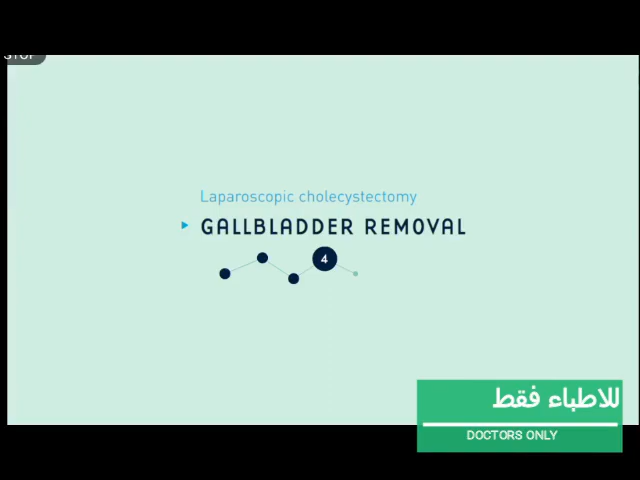 STOP
Laparoscopic cholecystectomy
GALLBLADDER REMOVAL
4
للاطباء فقط
DOCTORS ONLY